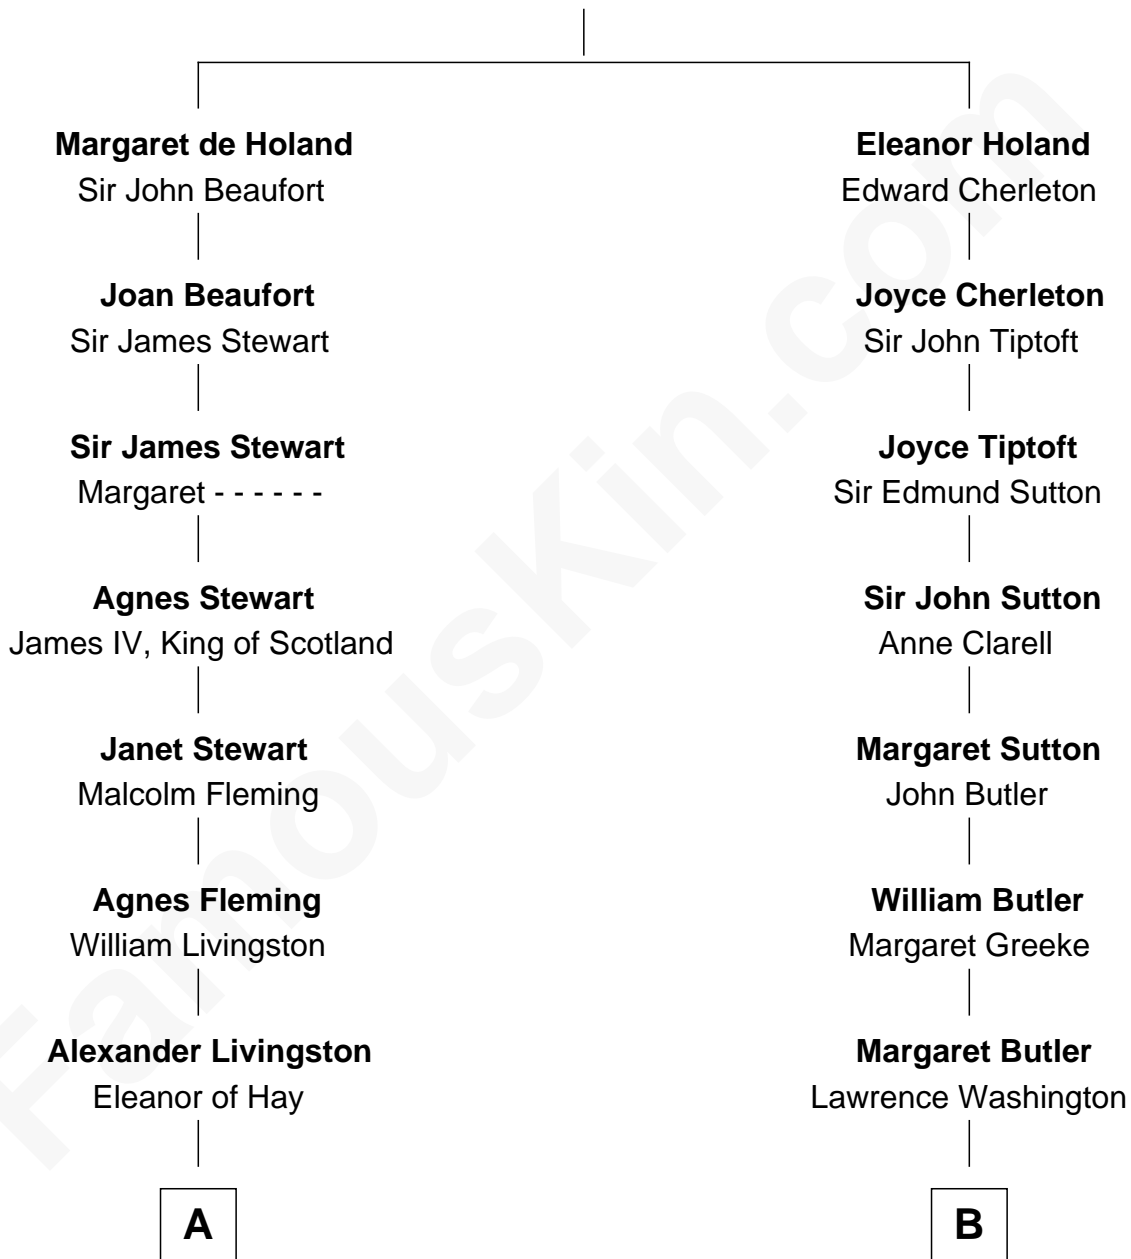 Margaret de Holand
Sir John Beaufort
Joan Beaufort
Sir James Stewart
Sir James Stewart
Margaret - - - - - -
Agnes Stewart
James IV, King of Scotland
Janet Stewart
Malcolm Fleming
Agnes Fleming
William Livingston
Alexander Livingston
Eleanor of Hay
A
Eleanor Holand
Edward Cherleton
Joyce Cherleton
Sir John Tiptoft
Joyce Tiptoft
Sir Edmund Sutton
Sir John Sutton
Anne Clarell
Margaret Sutton
John Butler
William Butler
Margaret Greeke
Margaret Butler
Lawrence Washington
B
FamousKin.com